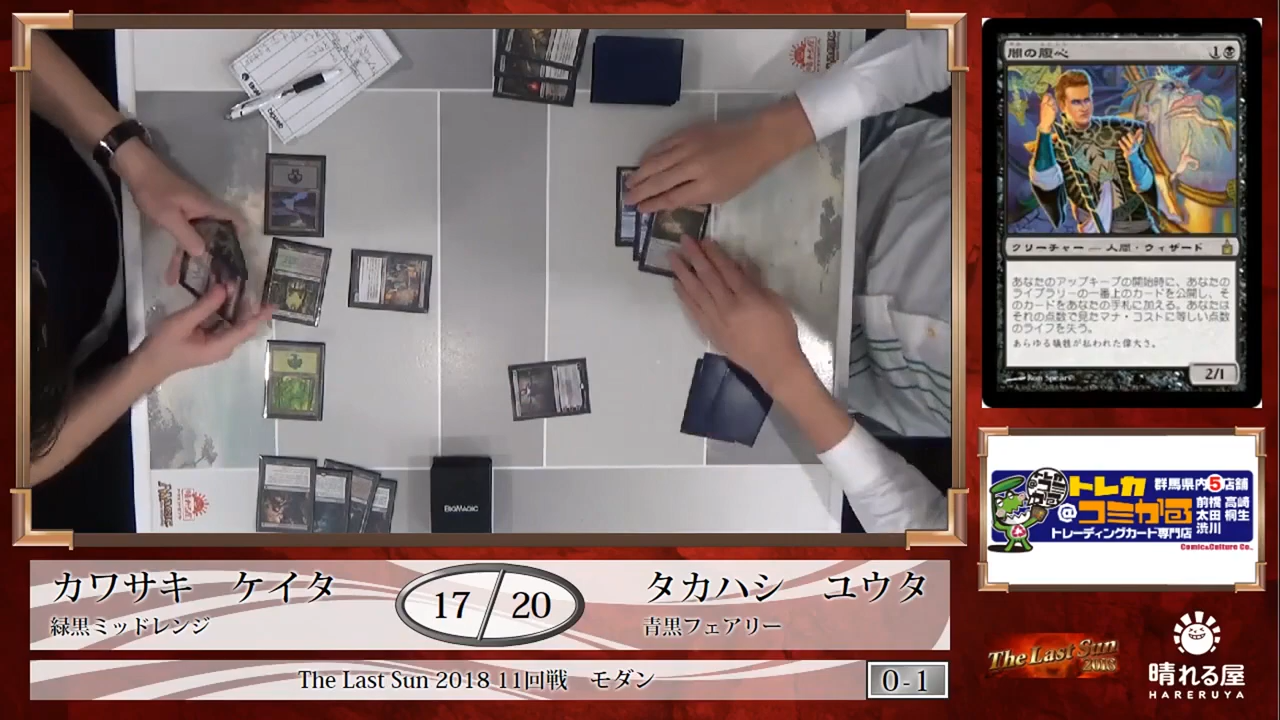 闇の腹心
クリーチャー — 人間・ウィザード
あなたのアップキープの開始時に、あなたの
ライブラリーの一番上のカードを公開し、そ
のカードをあなたの手札に加える。あなたは
それの点数で見たマナ・コストに等しい点数
のライフを失う。
あらゆる犠牲が払われた偉大さ。
Ron Spears
2/1
トレカ
@コミかる
群馬県内5店舗
前橋 高崎
太田 桐生
渋川
トレーディングカード専門店
Comic&Culture Co.,
BIGMAGIC
カワサキ ケイタ
緑黒ミッドレンジ
17 / 20
タカハシ ユウタ
青黒フェアリー
The Last Sun 2018 11回戦 モダン
0 - 1
The Last Sun
2018
晴れる屋
HARERUYA